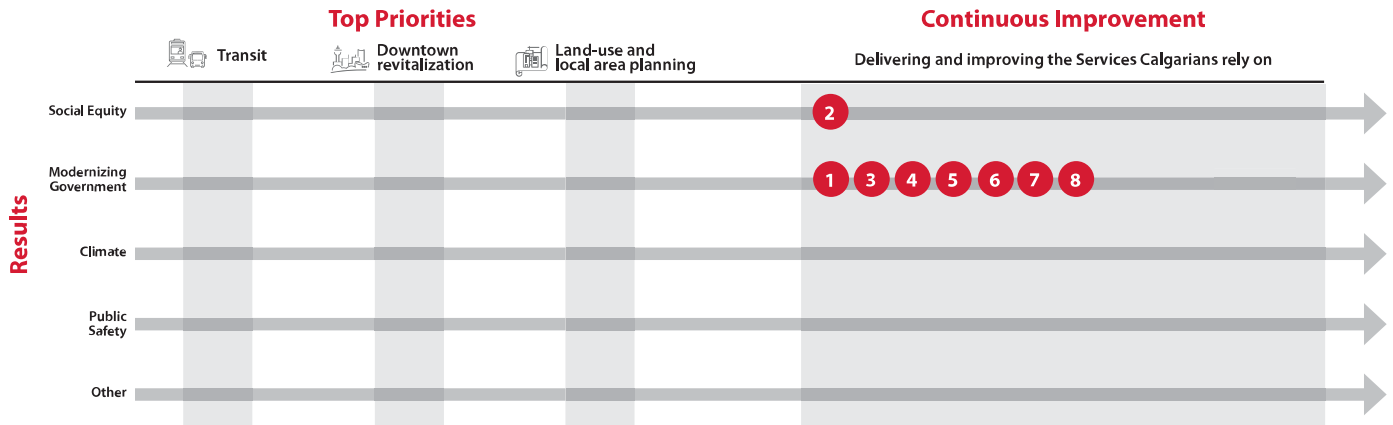 Top Priorities
Continuous Improvement
Transit
Downtown
revitalization
Land-use and
local area planning
Delivering and improving the Services Calgarians rely on
Results
Social Equity
2
Modernizing
Government
1 3 4 5 6 7 8
Climate
Public
Safety
Other